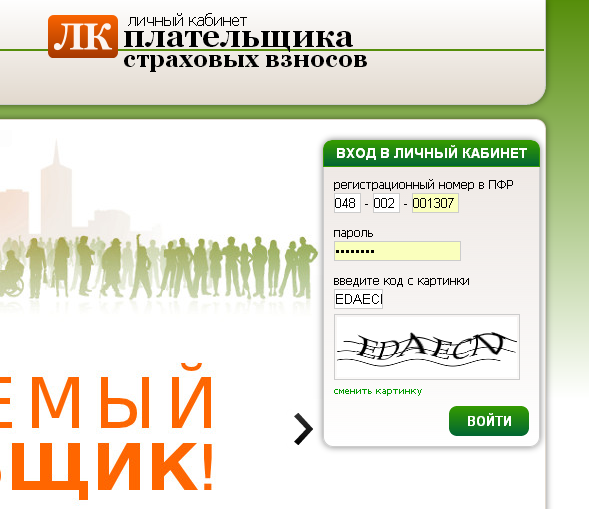 ЛК
личный кабинет
плательщика
страховых взносов
ВХОД В ЛИЧНЫЙ КАБИНЕТ
регистрационный номер в ПФР
048 - 002 - 001307
пароль
••••••••
введите код с картинки
EDAECI
EDAECN
сменить картинку
ЕМЫЙ
ЬЩИК!
ВОЙТИ